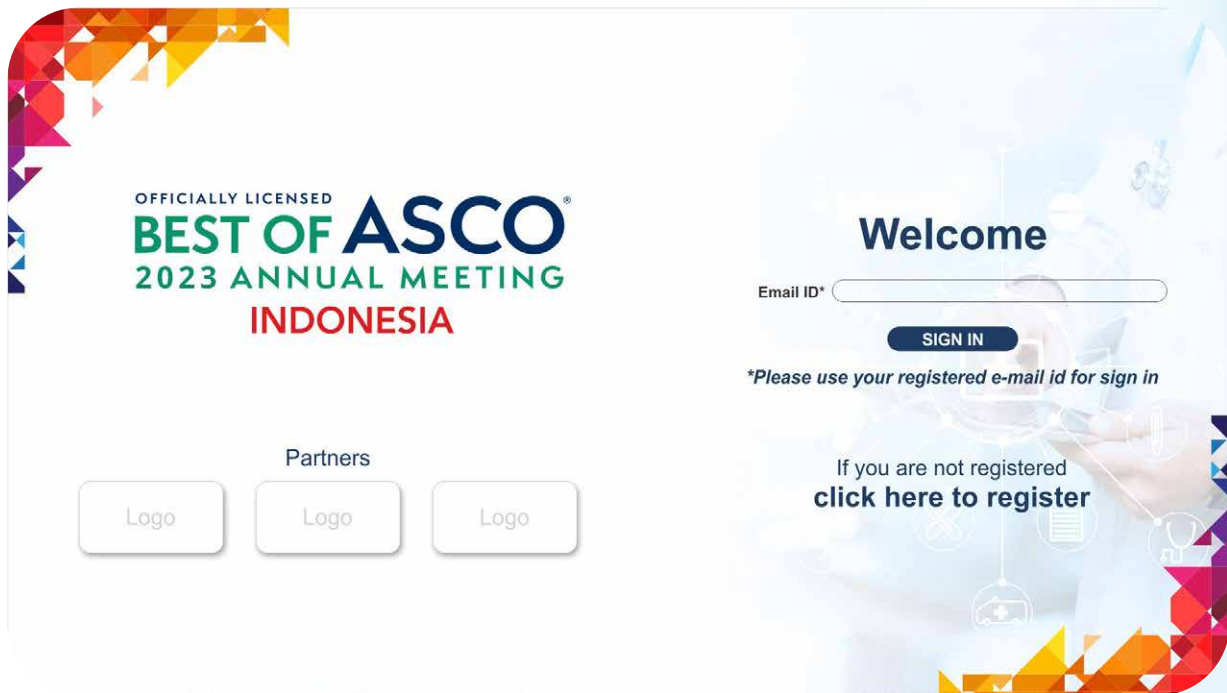 OFFICIALLY LICENSED
BEST OF ASCO®
2023 ANNUAL MEETING
INDONESIA
Partners
Logo
Logo
Logo
Welcome
Email ID*
SIGN IN
*Please use your registered e-mail id for sign in
If you are not registered
click here to register